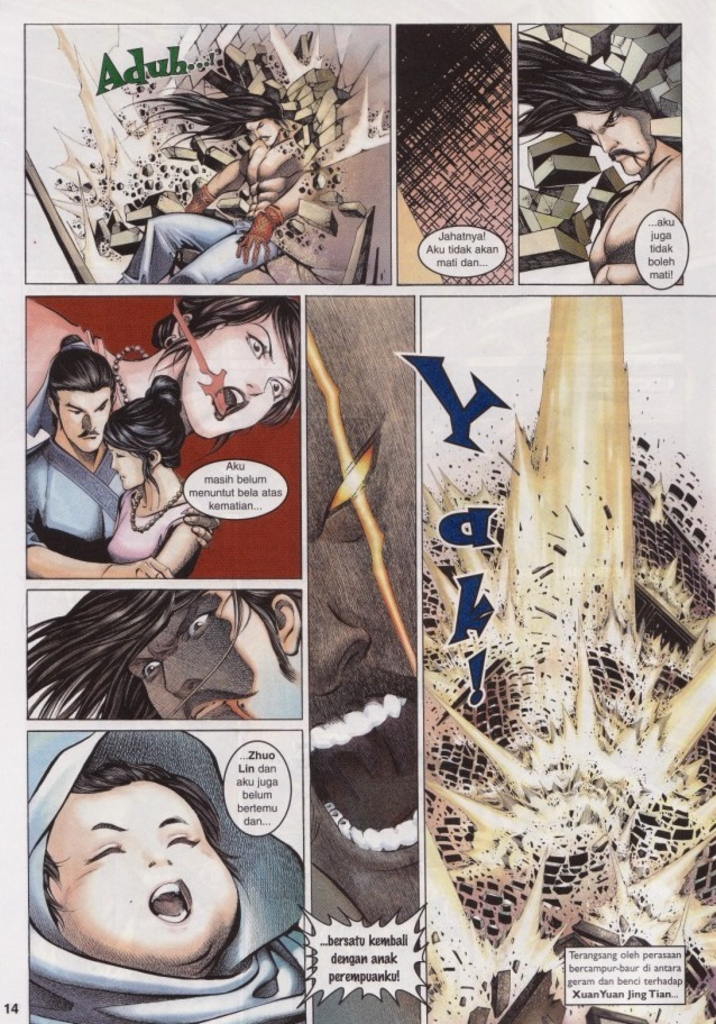 Aduh...!
Jahatnya!
Aku tidak akan
mati dan...
...aku
juga
tidak
boleh
mati!
Aku
masih belum
menuntut bela atas
kematian...
...Zhuo
Lin dan
aku juga
belum
bertemu
dan...
...bersatu kembali
dengan anak
perempuanku!
Yak!
Terangsang oleh perasaan
bercampur-baur di antara
geram dan benci terhadap
XuanYuan Jing Tian...
14